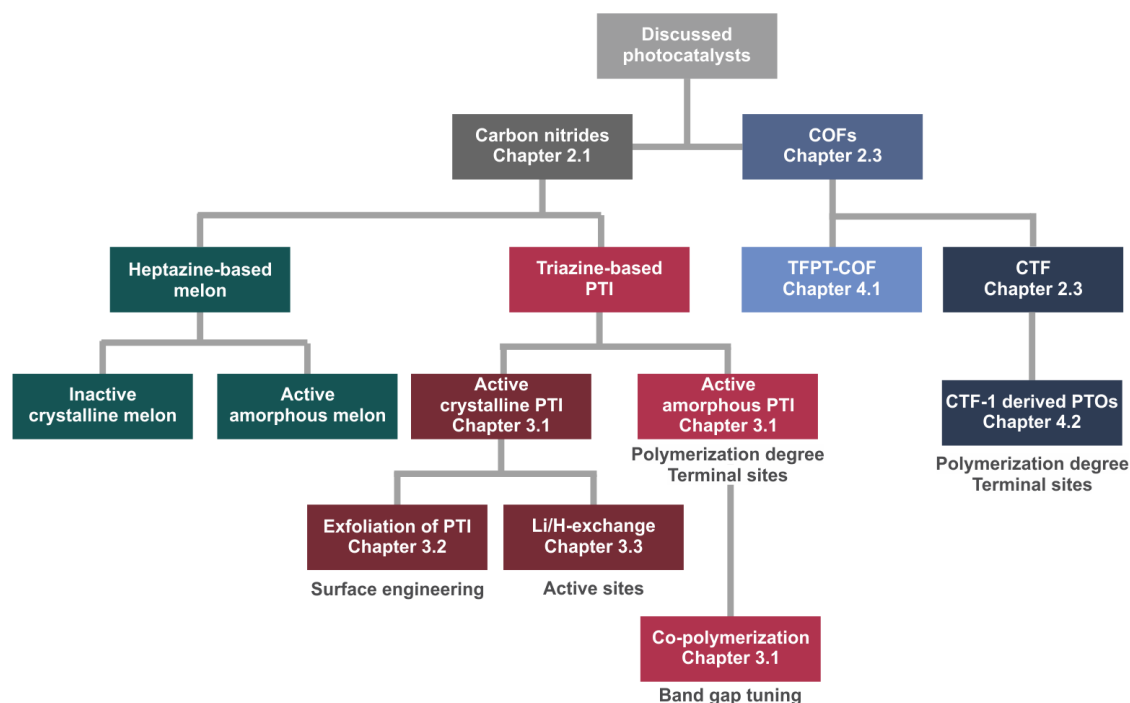 Discussed
photocatalysts
Carbon nitrides
Chapter 2.1
COFs
Chapter 2.3
Heptazine-based
melon
Triazine-based
PTI
TFPT-COF
Chapter 4.1
CTF
Chapter 2.3
Inactive
crystalline melon
Active
amorphous melon
Active
crystalline PTI
Chapter 3.1
Active
amorphous PTI
Chapter 3.1
Polymerization degree
Terminal sites
CTF-1 derived PTOs
Chapter 4.2
Polymerization degree
Terminal sites
Exfoliation of PTI
Chapter 3.2
Surface engineering
Li/H-exchange
Chapter 3.3
Active sites
Co-polymerization
Chapter 3.1
Band gap tuning